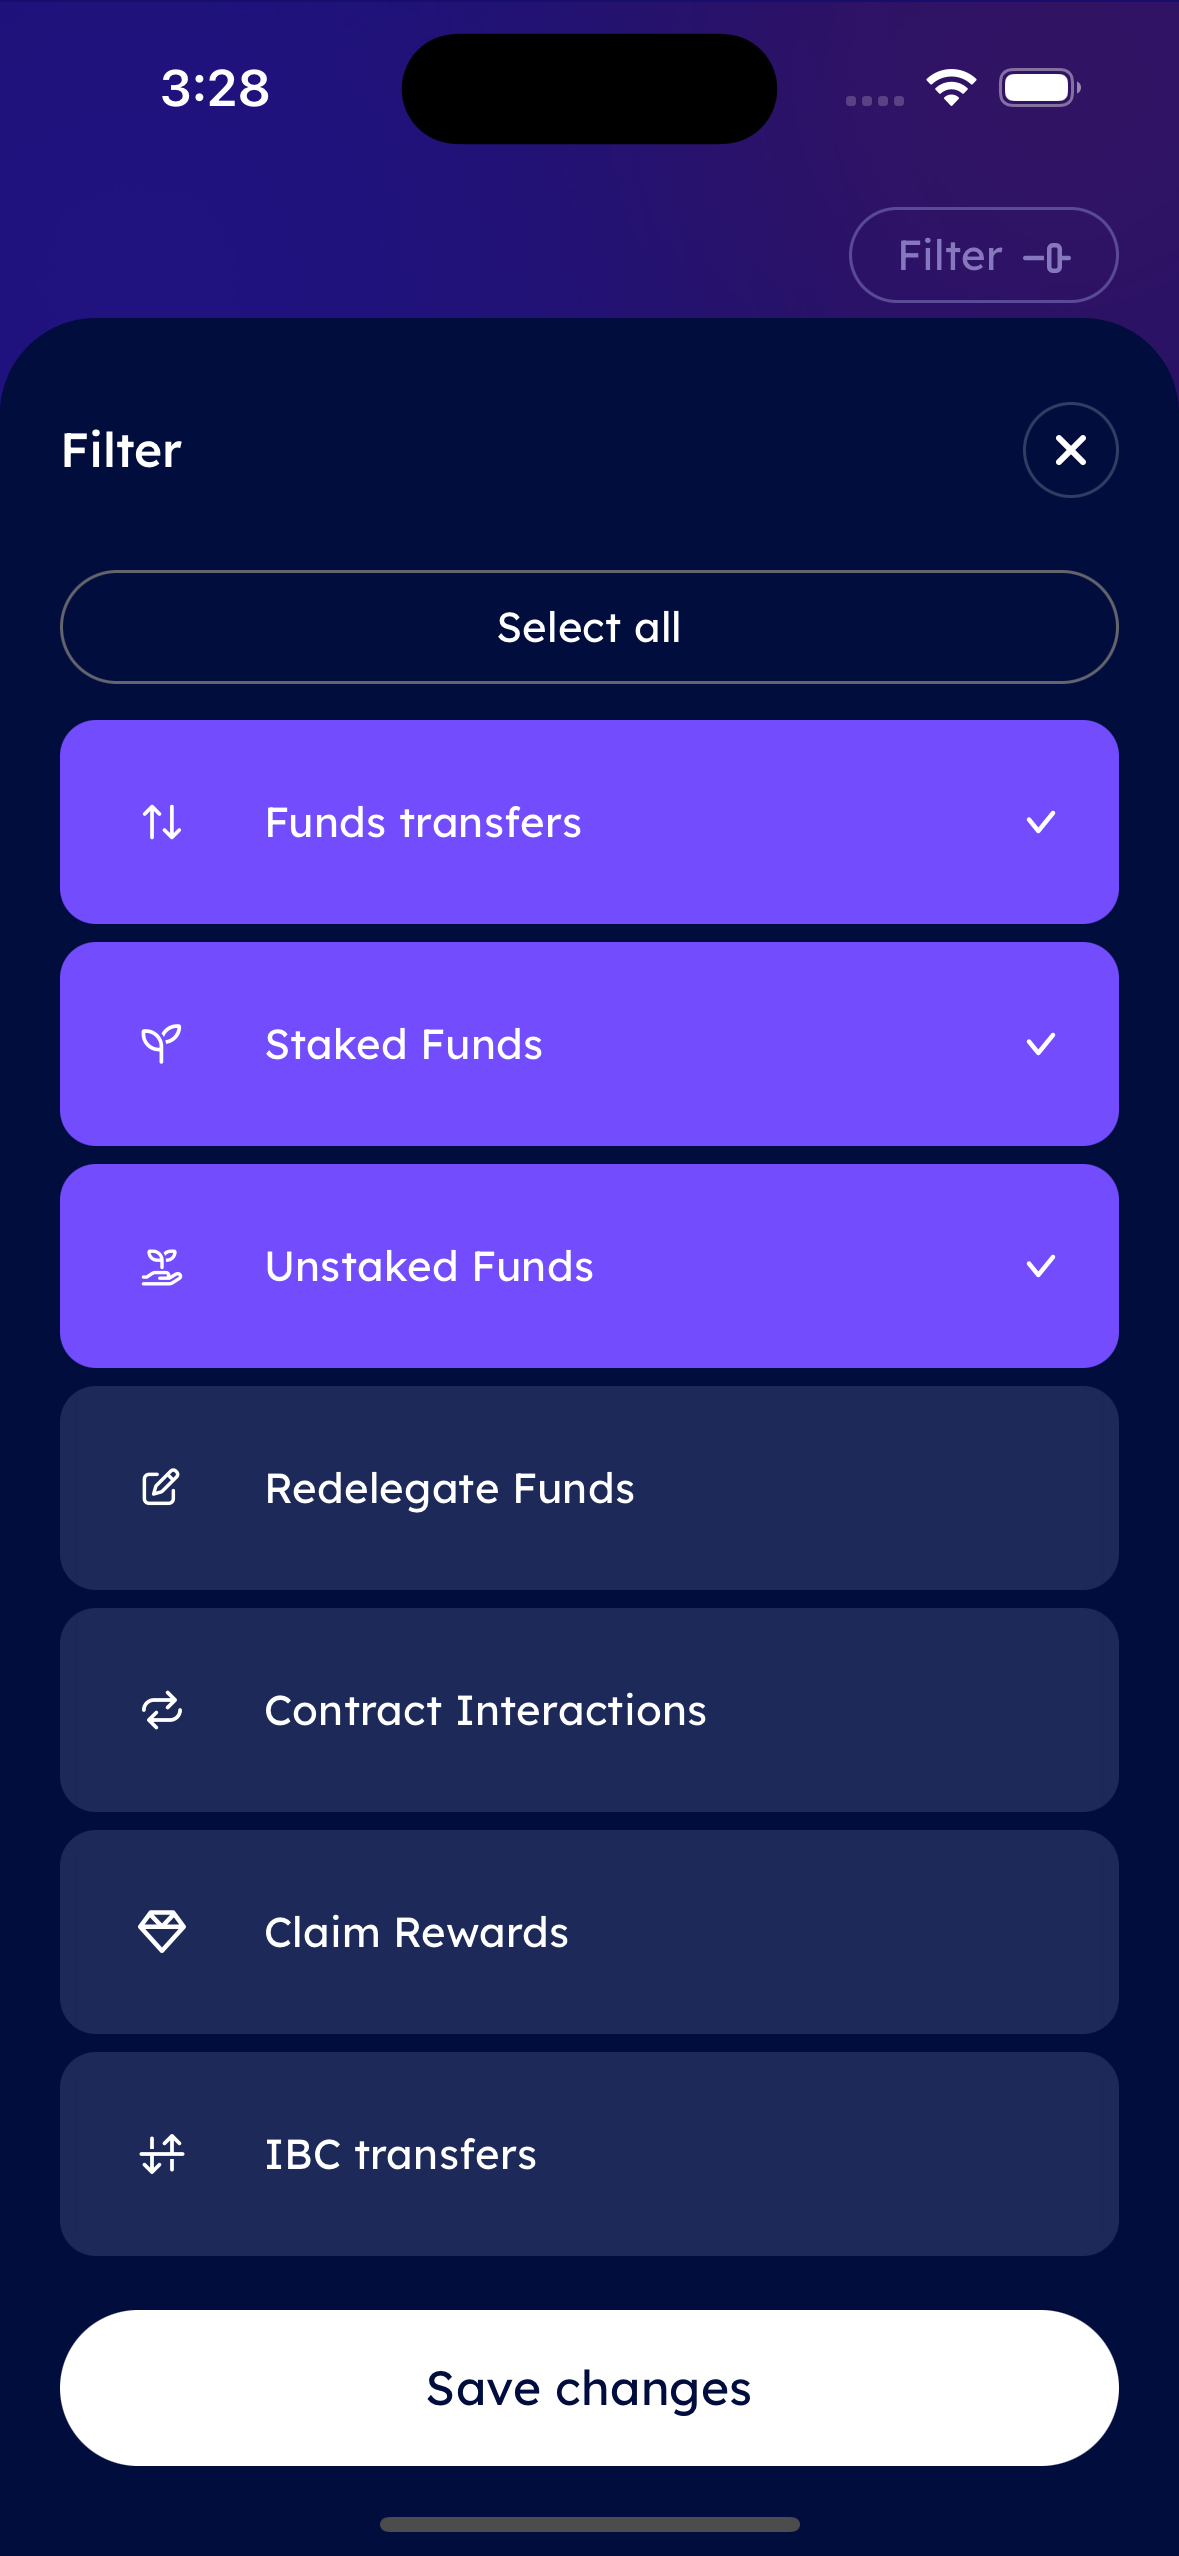 3:28
Filter
Filter
Select all
Funds transfers
Staked Funds
Unstaked Funds
Redelegate Funds
Contract Interactions
Claim Rewards
IBC transfers
Save changes